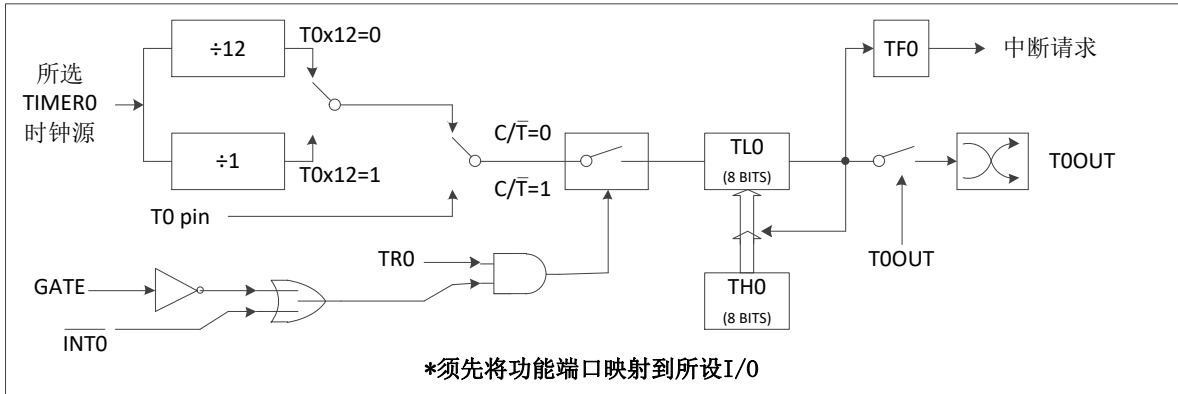 ÷12
T0x12=0
所选
TIMER0
时钟源
÷1
T0x12=1
T0 pin
C/T̅=0
C/T̅=1
TL0
(8 BITS)
TF0
中断请求
T0OUT
T0OUT
TR0
TH0
(8 BITS)
GATE
I̅N̅T̅0̅
*须先将功能端口映射到所设I/0